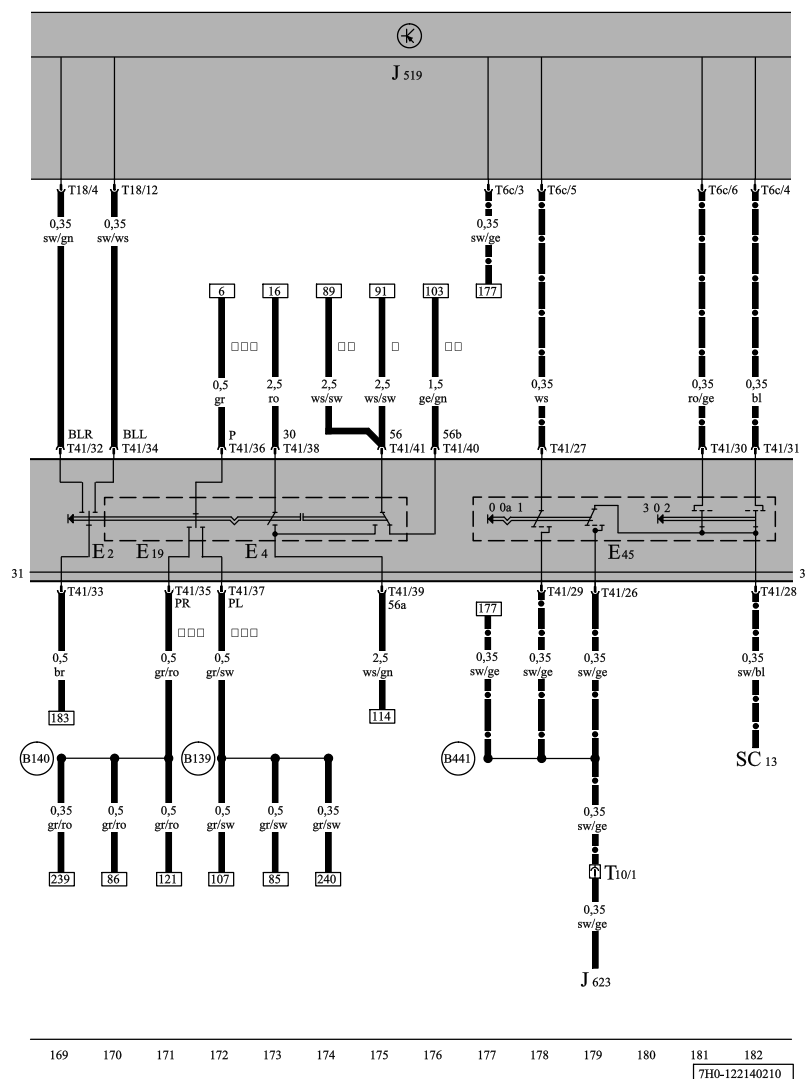 J 519
T18/4 T18/12 T6c/3 T6c/5 T6c/6 T6c/4
0,35 0,35 0,35
sw/gn sw/ws sw/ge
6 16 89 91 103 177
□□□ □□ □ □□
0,5 2,5 2,5 2,5 1,5 0,35 0,35 0,35
gr ro ws/sw ws/sw ge/gn ws ro/ge bl
BLR BLL P 30 56 56b
T41/32 T41/34 T41/36 T41/38 T41/41 T41/40 T41/27 T41/30 T41/31
0 0a 1 3 0 2
E 2 E 19 E 4 E 45
31 3
T41/33 T41/35 T41/37 T41/39 T41/29 T41/26 T41/28
PR PL 56a
177
□□□ □□□
0,5 0,5 0,5 2,5 0,35 0,35 0,35 0,35
br gr/ro gr/sw ws/gn sw/ge sw/ge sw/ge sw/bl
183 114
B140 B139 B441 SC 13
0,35 0,5 0,5 0,5 0,5 0,35 0,35
gr/ro gr/ro gr/ro gr/sw gr/sw gr/sw sw/ge
239 86 121 107 85 240 T10/1
0,35
sw/ge
J 623
169 170 171 172 173 174 175 176 177 178 179 180 181 182
7H0-122140210